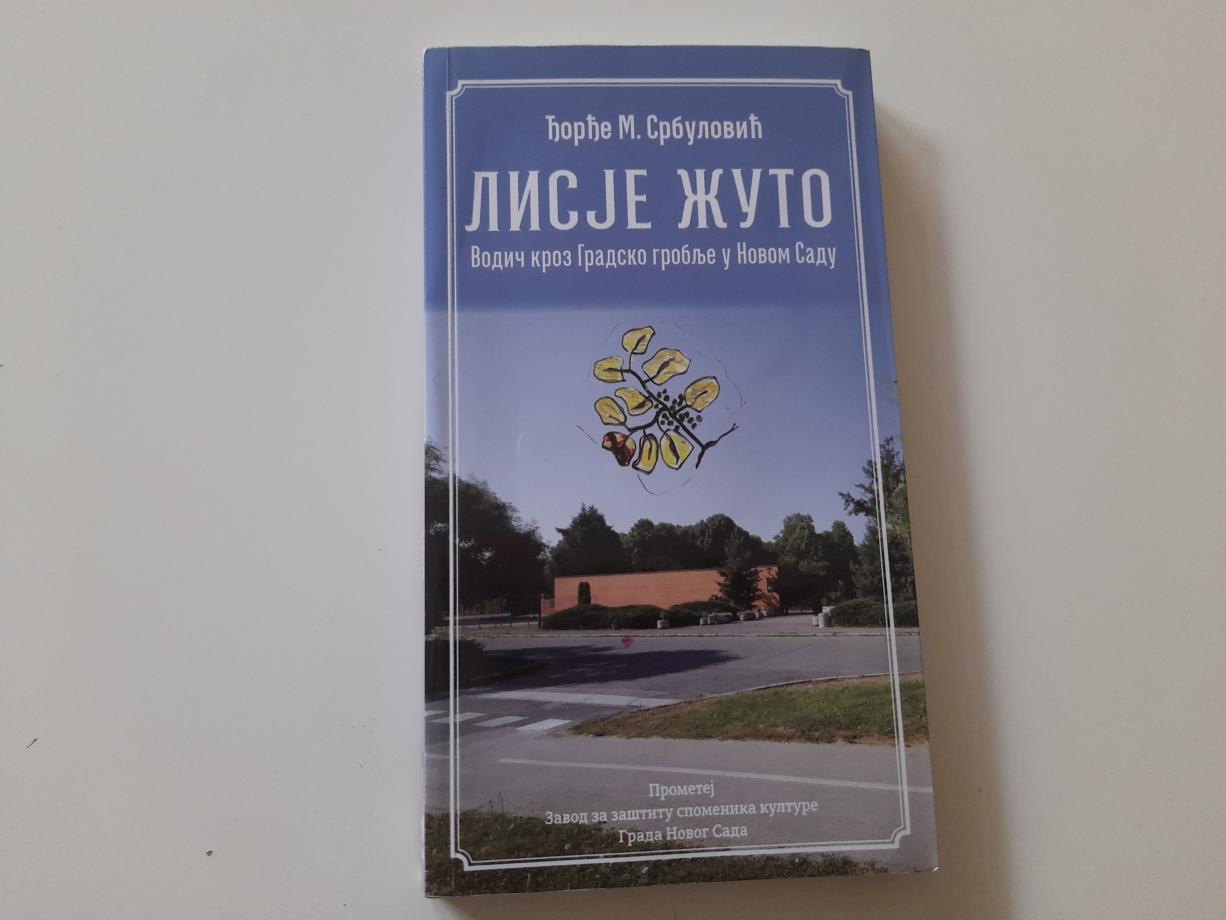 Ђорђе М. Србуловић
ЛИСЈЕ ЖУТО
Водич кроз Градско гробље у Новом Саду
Прометеј
Завод за заштиту споменика културе
Града Новог Сада